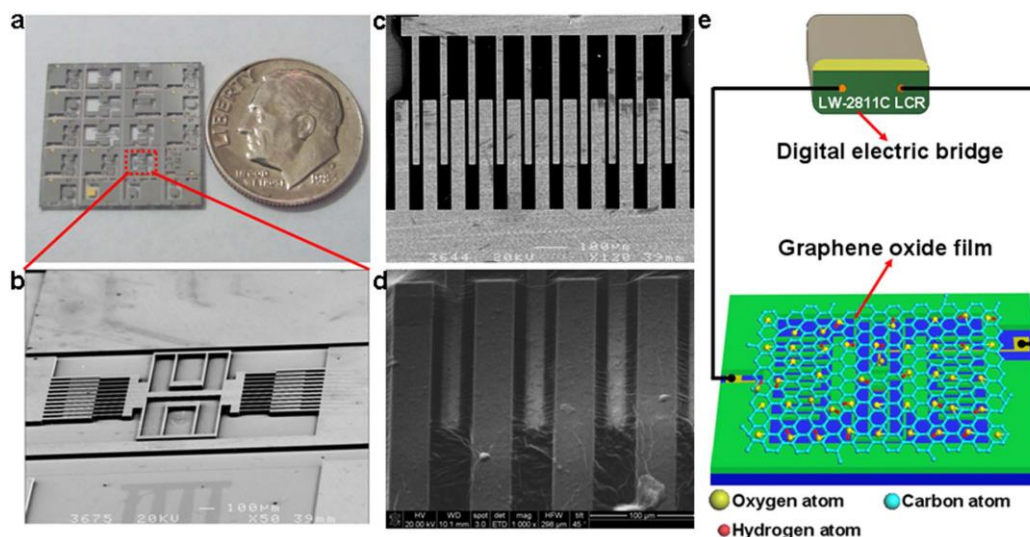 a
LIBERTY
b
3675 20KV 100µm X50 39mm
c
3644 20KV 100µm X120 39mm
d
HV WD spot det mag HFW tilt 100 µm
20.00 kV 10.1 mm 3.0 ETD 1 000 x 298 µm 45 °
e
LW-2811C LCR
Digital electric bridge
Graphene oxide film
Oxygen atom
Carbon atom
Hydrogen atom